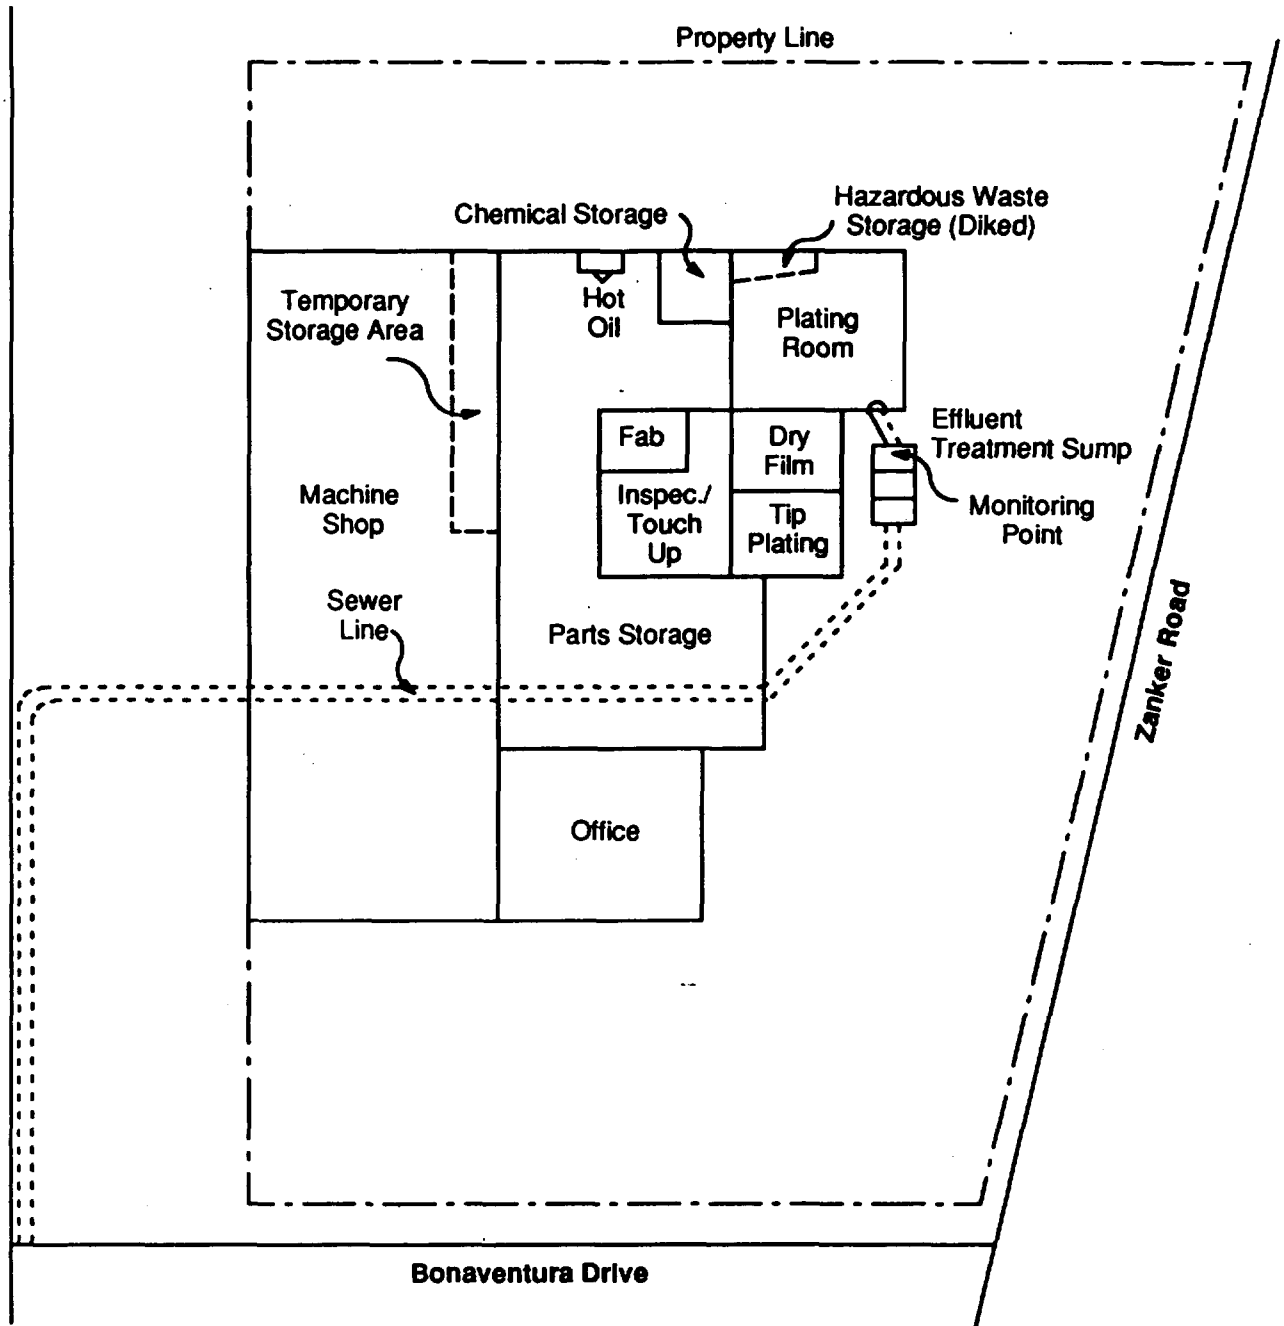 Property Line
Chemical Storage
Hazardous Waste
Storage (Diked)
Temporary
Storage Area
Hot
Oil
Plating
Room
Fab
Dry
Film
Effluent
Treatment Sump
Machine
Shop
Inspec./
Touch
Up
Tip
Plating
Monitoring
Point
Sewer
Line
Parts Storage
Zanker Road
Office
Bonaventura Drive